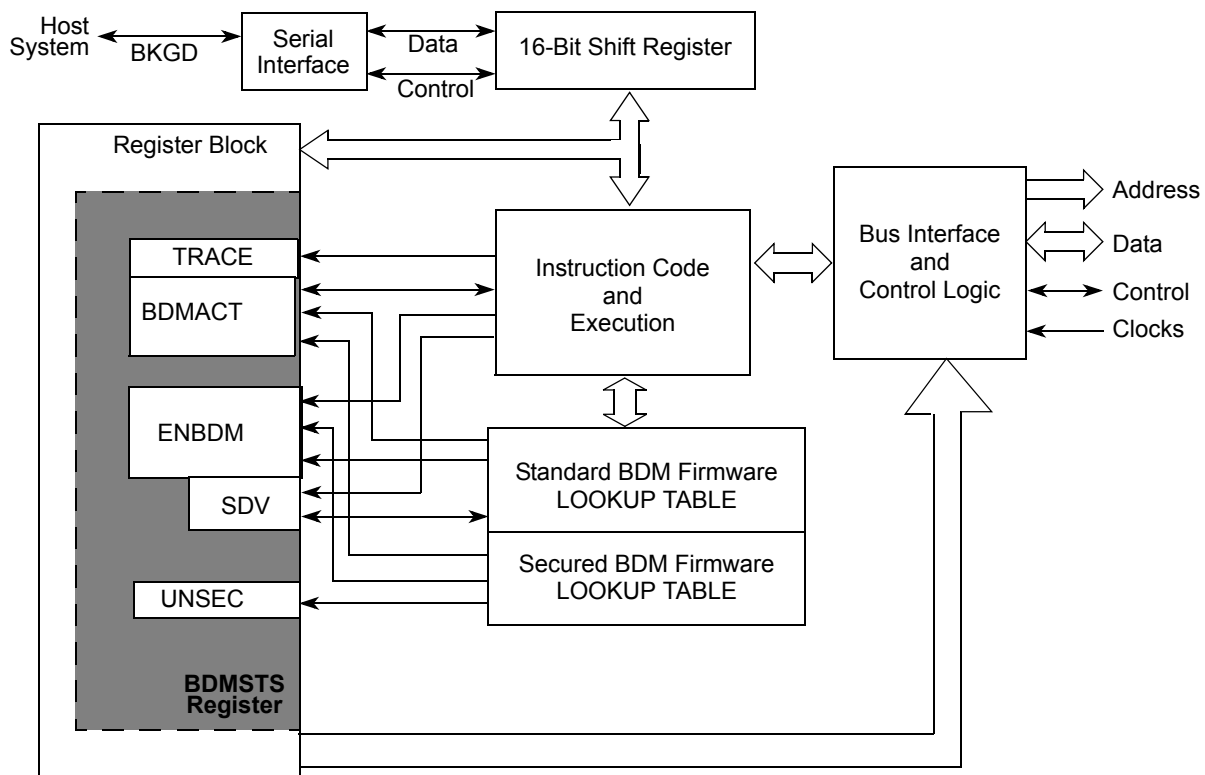 Host
System
BKGD
Serial
Interface
Data
Control
16-Bit Shift Register
Register Block
TRACE
BDMACT
ENBDM
SDV
UNSEC
BDMSTS
Register
Instruction Code
and
Execution
Standard BDM Firmware
LOOKUP TABLE
Secured BDM Firmware
LOOKUP TABLE
Bus Interface
and
Control Logic
Address
Data
Control
Clocks